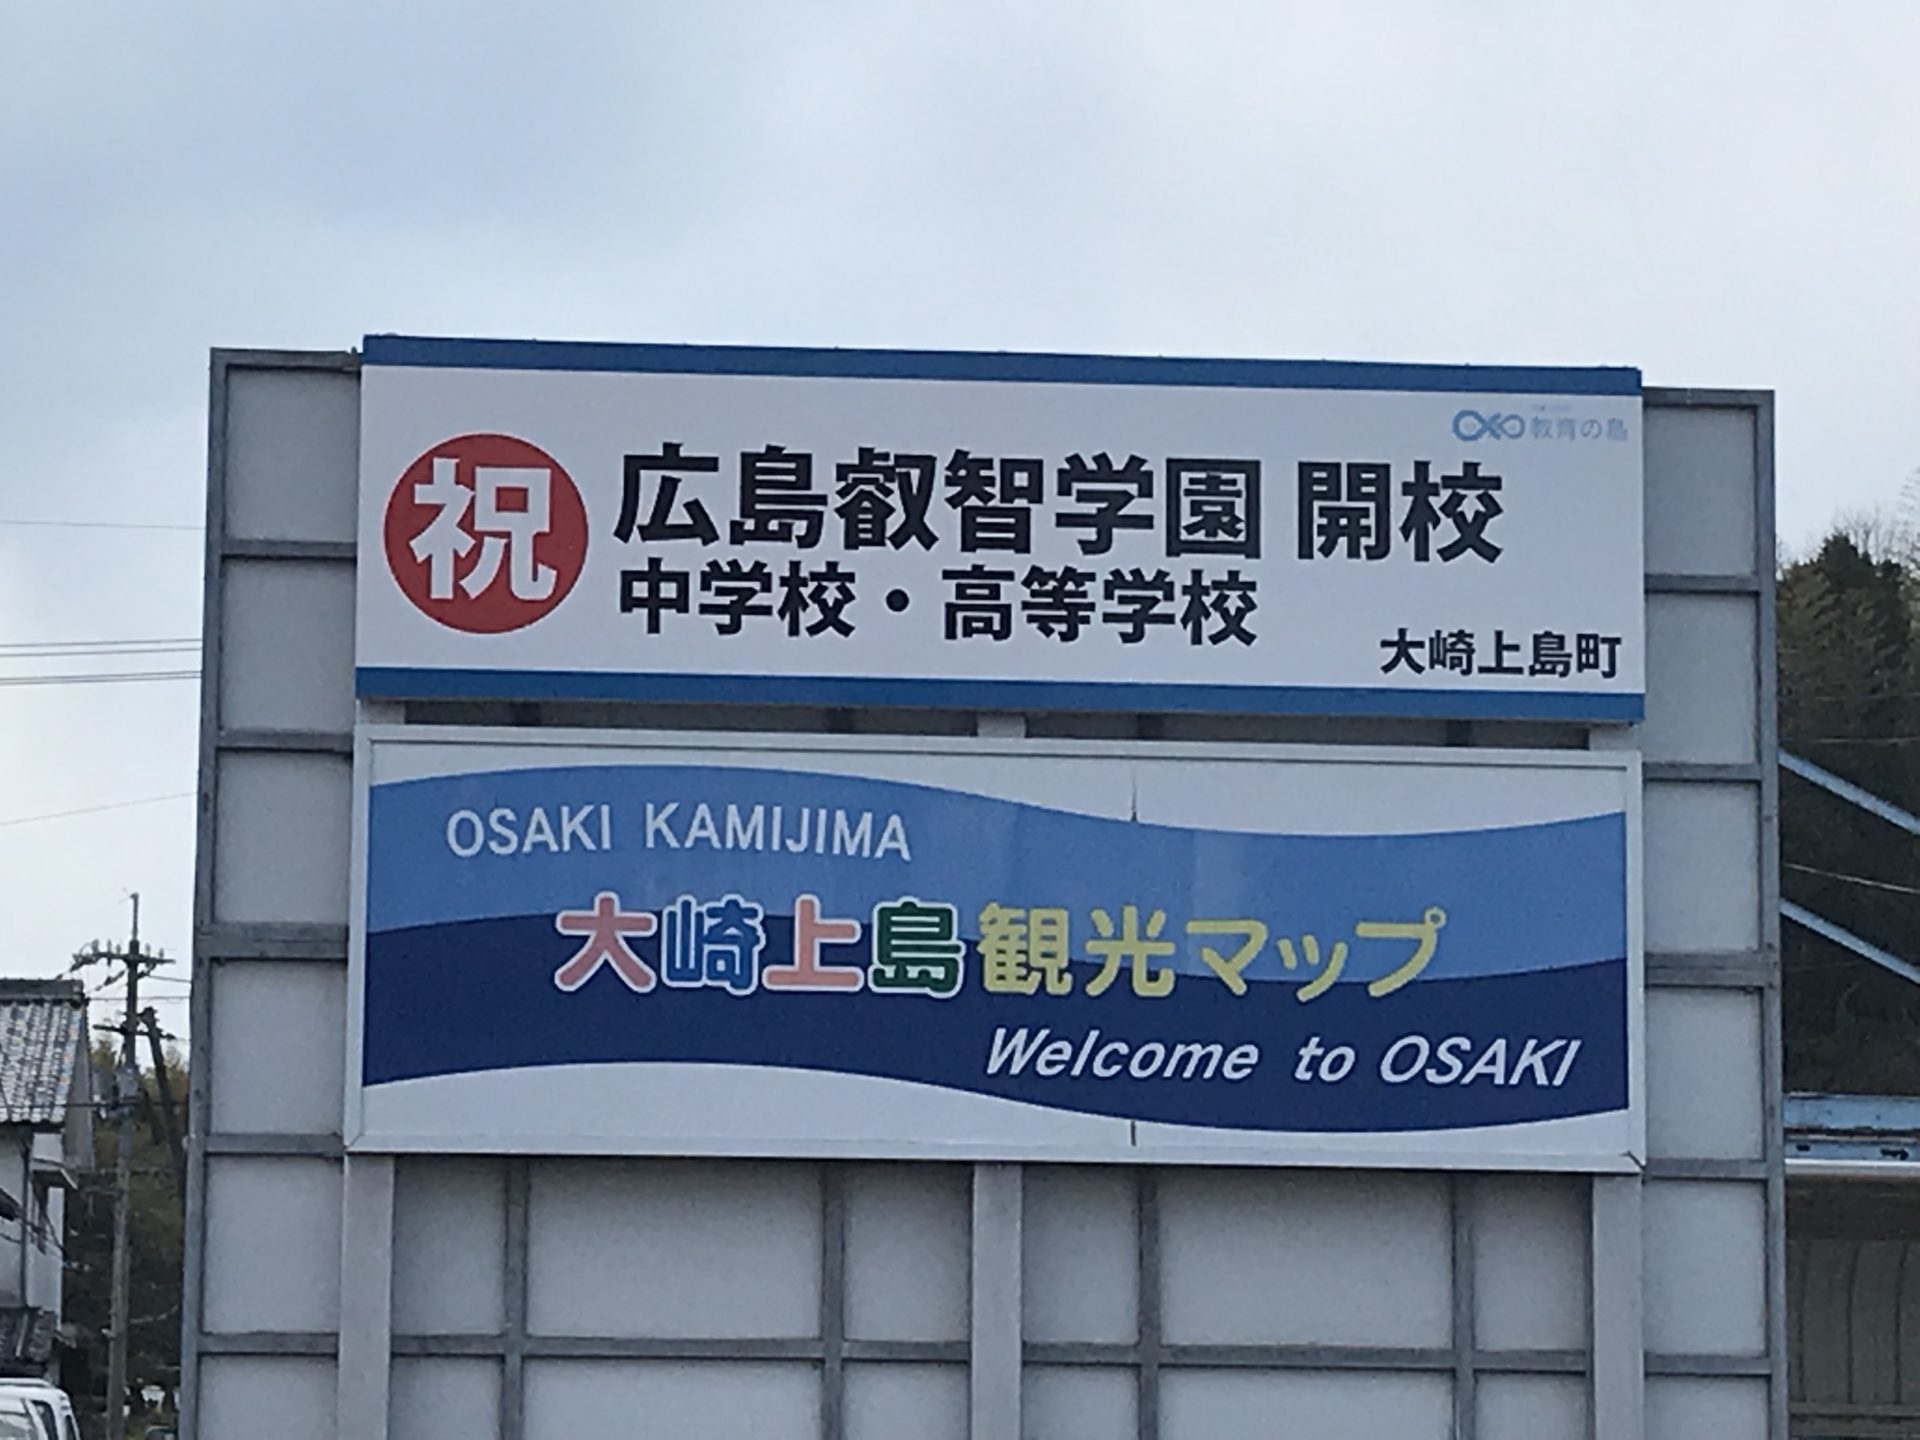 教育の島
祝
広島叡智学園 開校
中学校・高等学校
大崎上島町
OSAKI KAMIJIMA
大崎上島観光マップ
Welcome to OSAKI